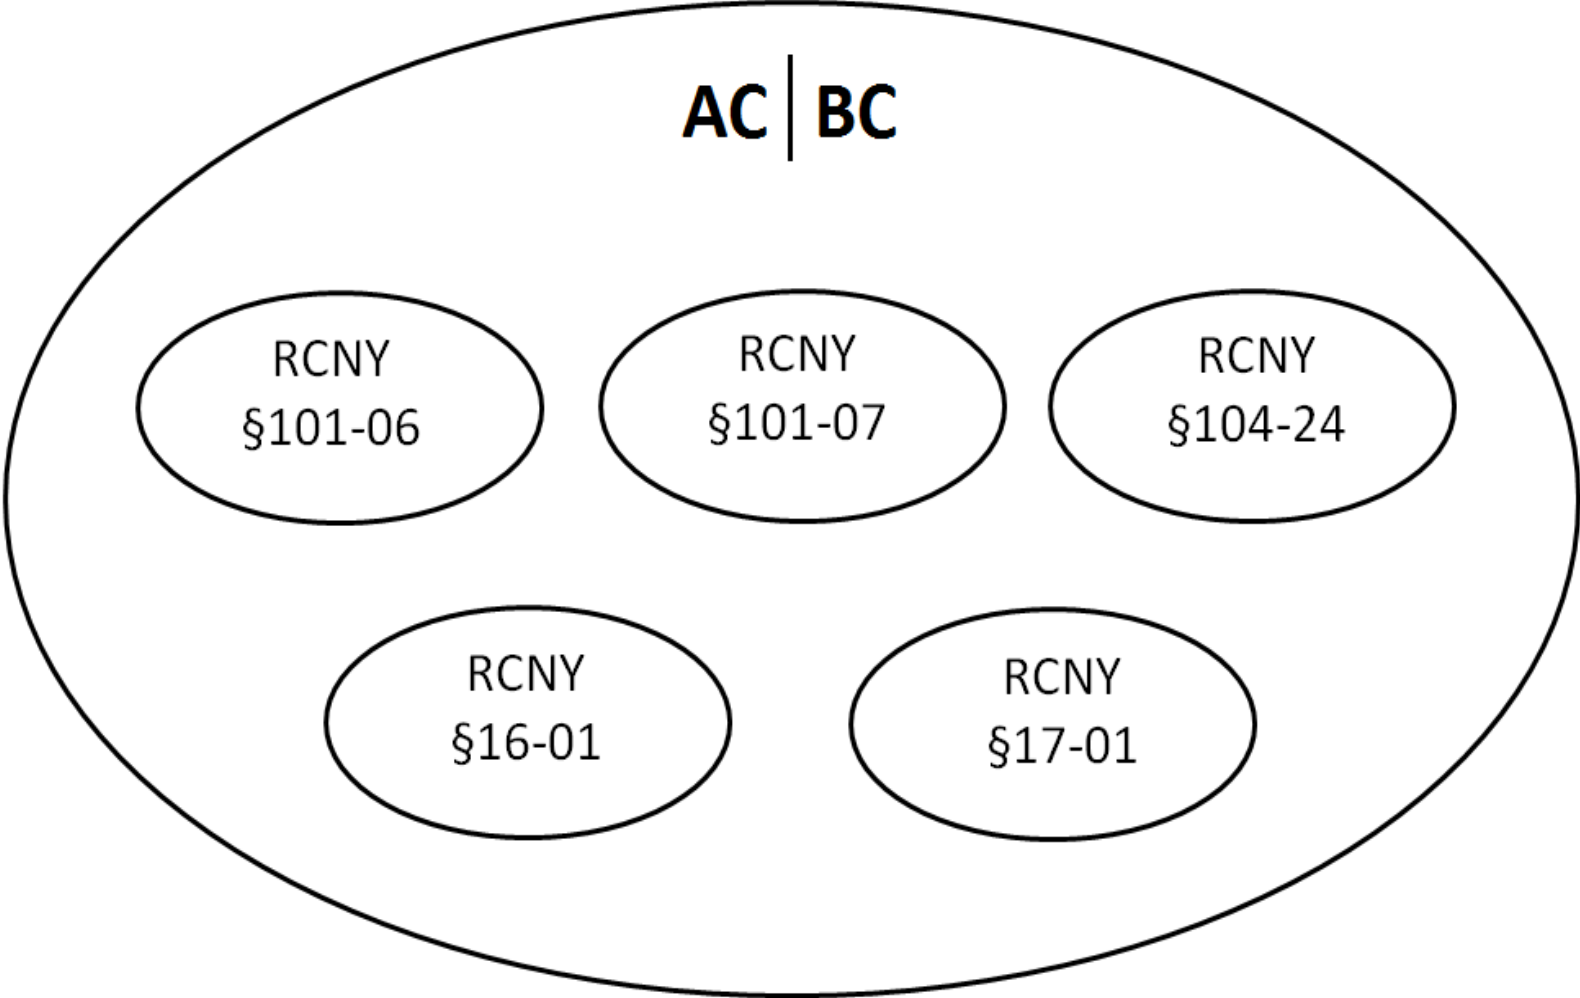 AC | BC
RCNY
§101-06
RCNY
§101-07
RCNY
§104-24
RCNY
§16-01
RCNY
§17-01